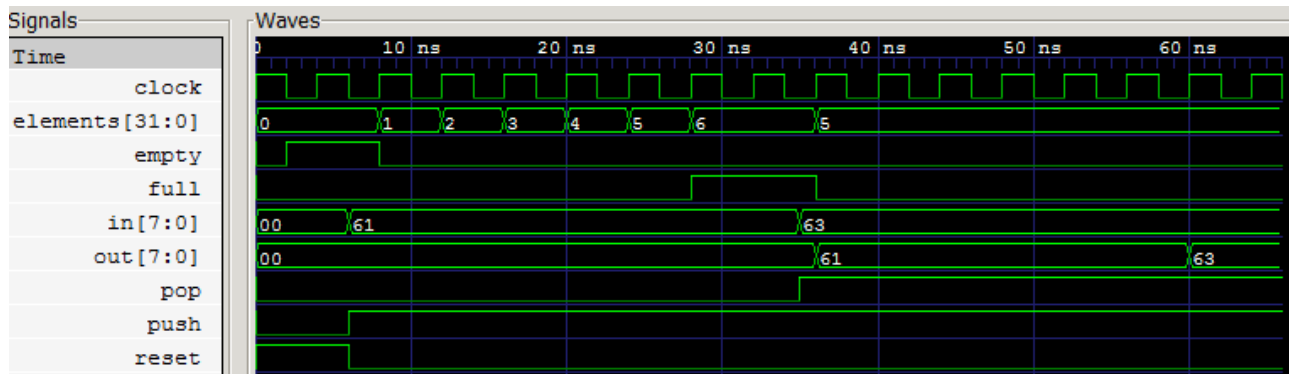 Signals Waves
Time 0 10 ns 20 ns 30 ns 40 ns 50 ns 60 ns
clock
elements[31:0] 0 1 2 3 4 5 6 5
empty
full
in[7:0] 00 61 63
out[7:0] 00 61 63
pop
push
reset